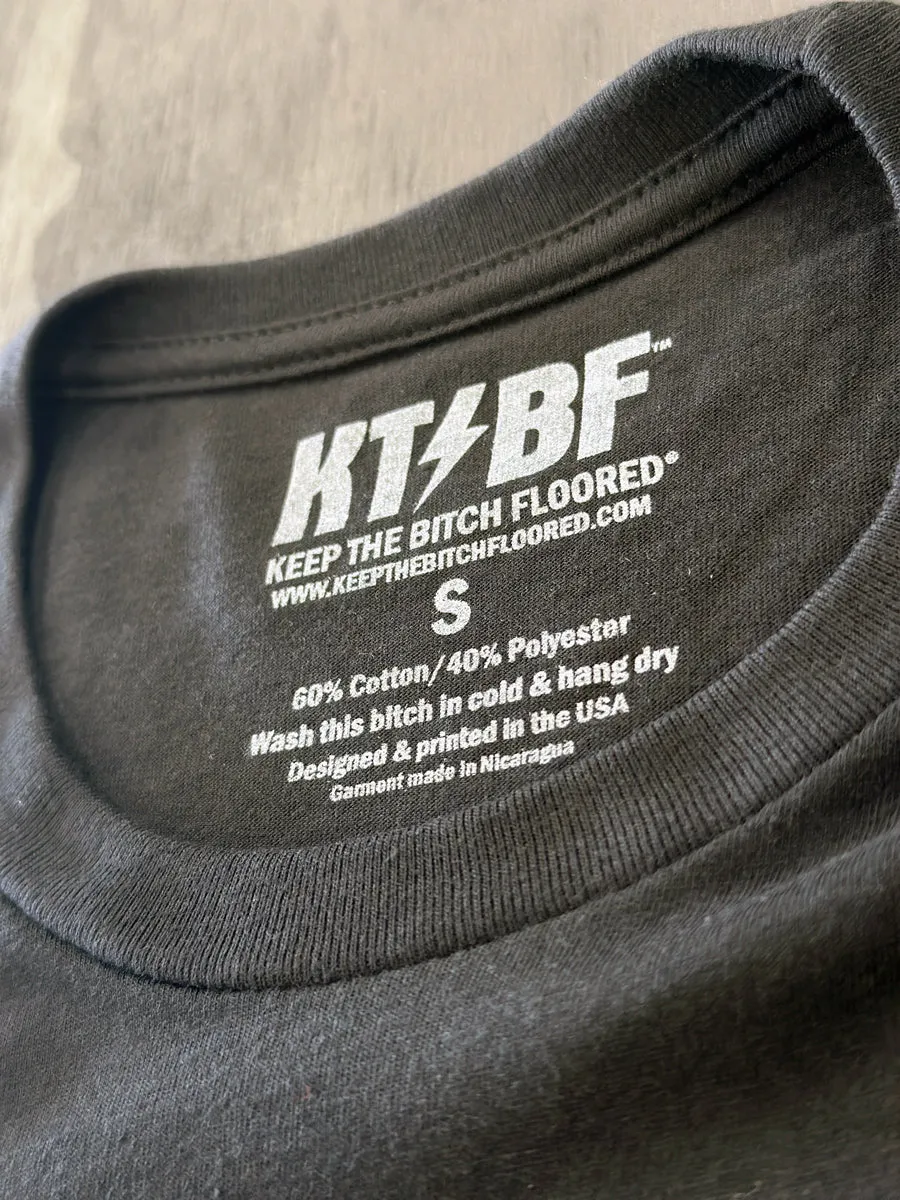 KT⚡BF™
KEEP THE BITCH FLOORED®
WWW.KEEPTHEBITCHFLOORED.COM
S
60% Cotton/40% Polyester
Wash this bitch in cold & hang dry
Designed & printed in the USA
Garment made in Nicaragua